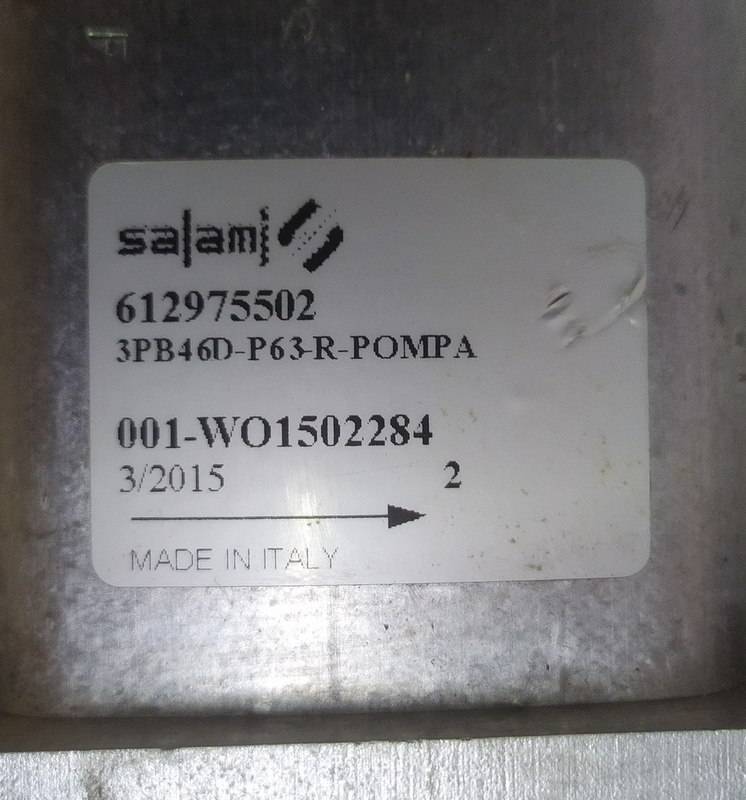 salami
612975502
3PB46D-P63-R-POMPA
001-WO1502284
3/2015 2
MADE IN ITALY